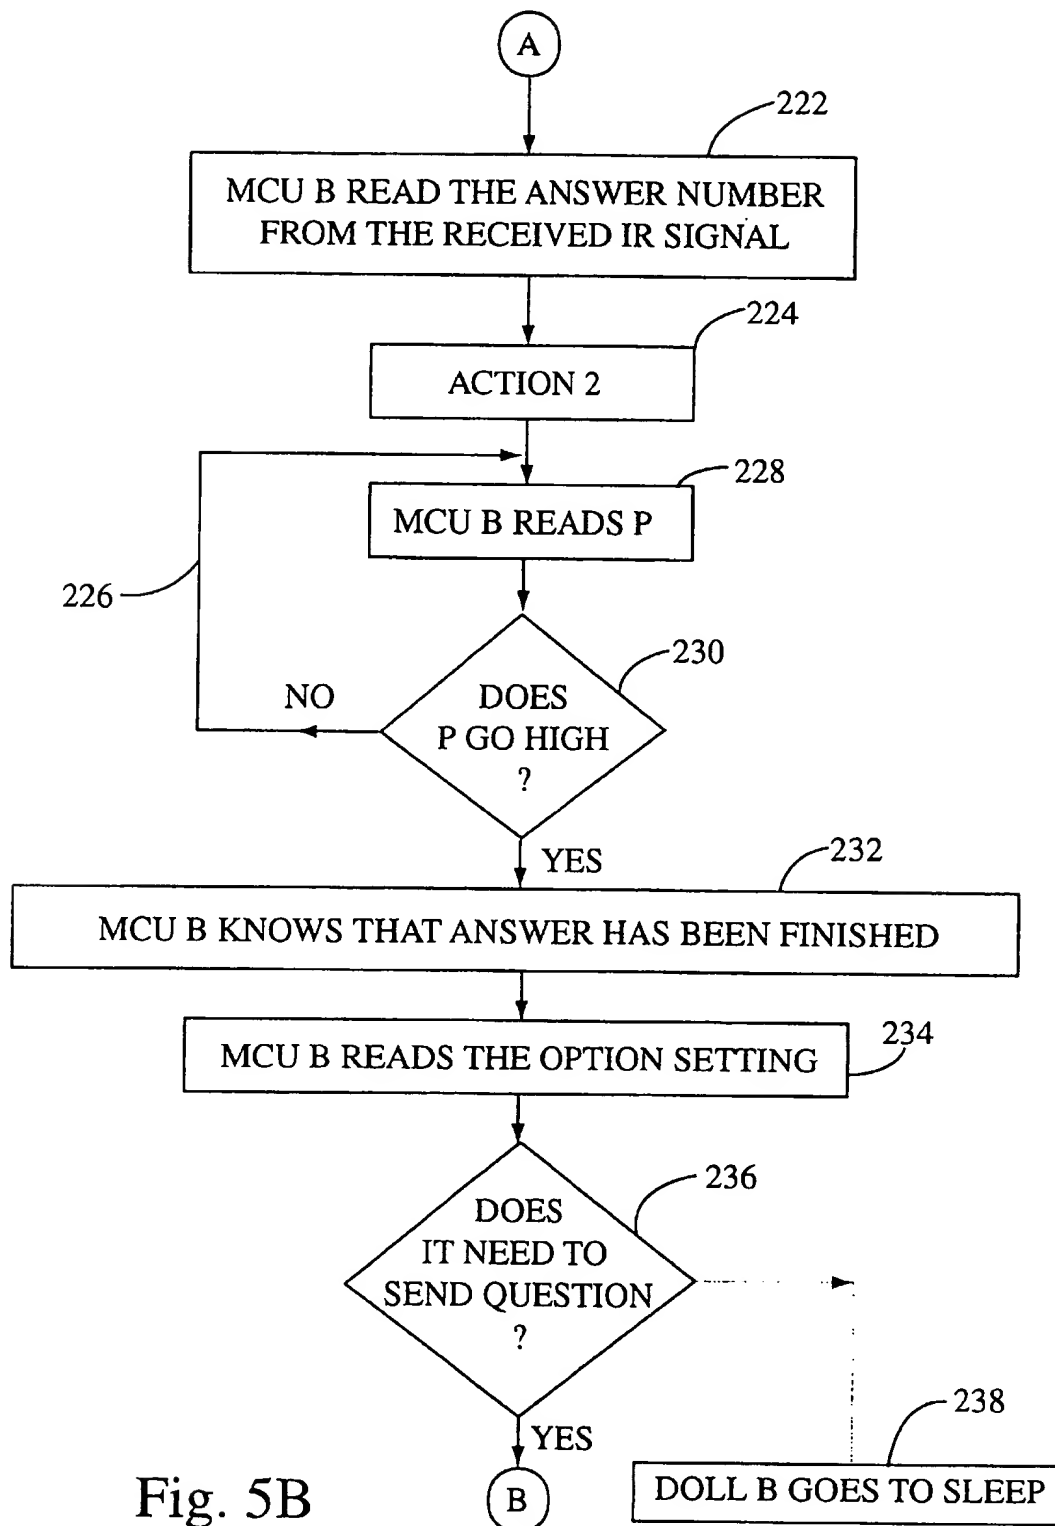 A
222
MCU B READ THE ANSWER NUMBER
FROM THE RECEIVED IR SIGNAL
224
ACTION 2
228
MCU B READS P
226
230
NO
DOES
P GO HIGH
?
YES
232
MCU B KNOWS THAT ANSWER HAS BEEN FINISHED
234
MCU B READS THE OPTION SETTING
236
DOES
IT NEED TO
SEND QUESTION
?
YES
238
B
DOLL B GOES TO SLEEP
Fig. 5B